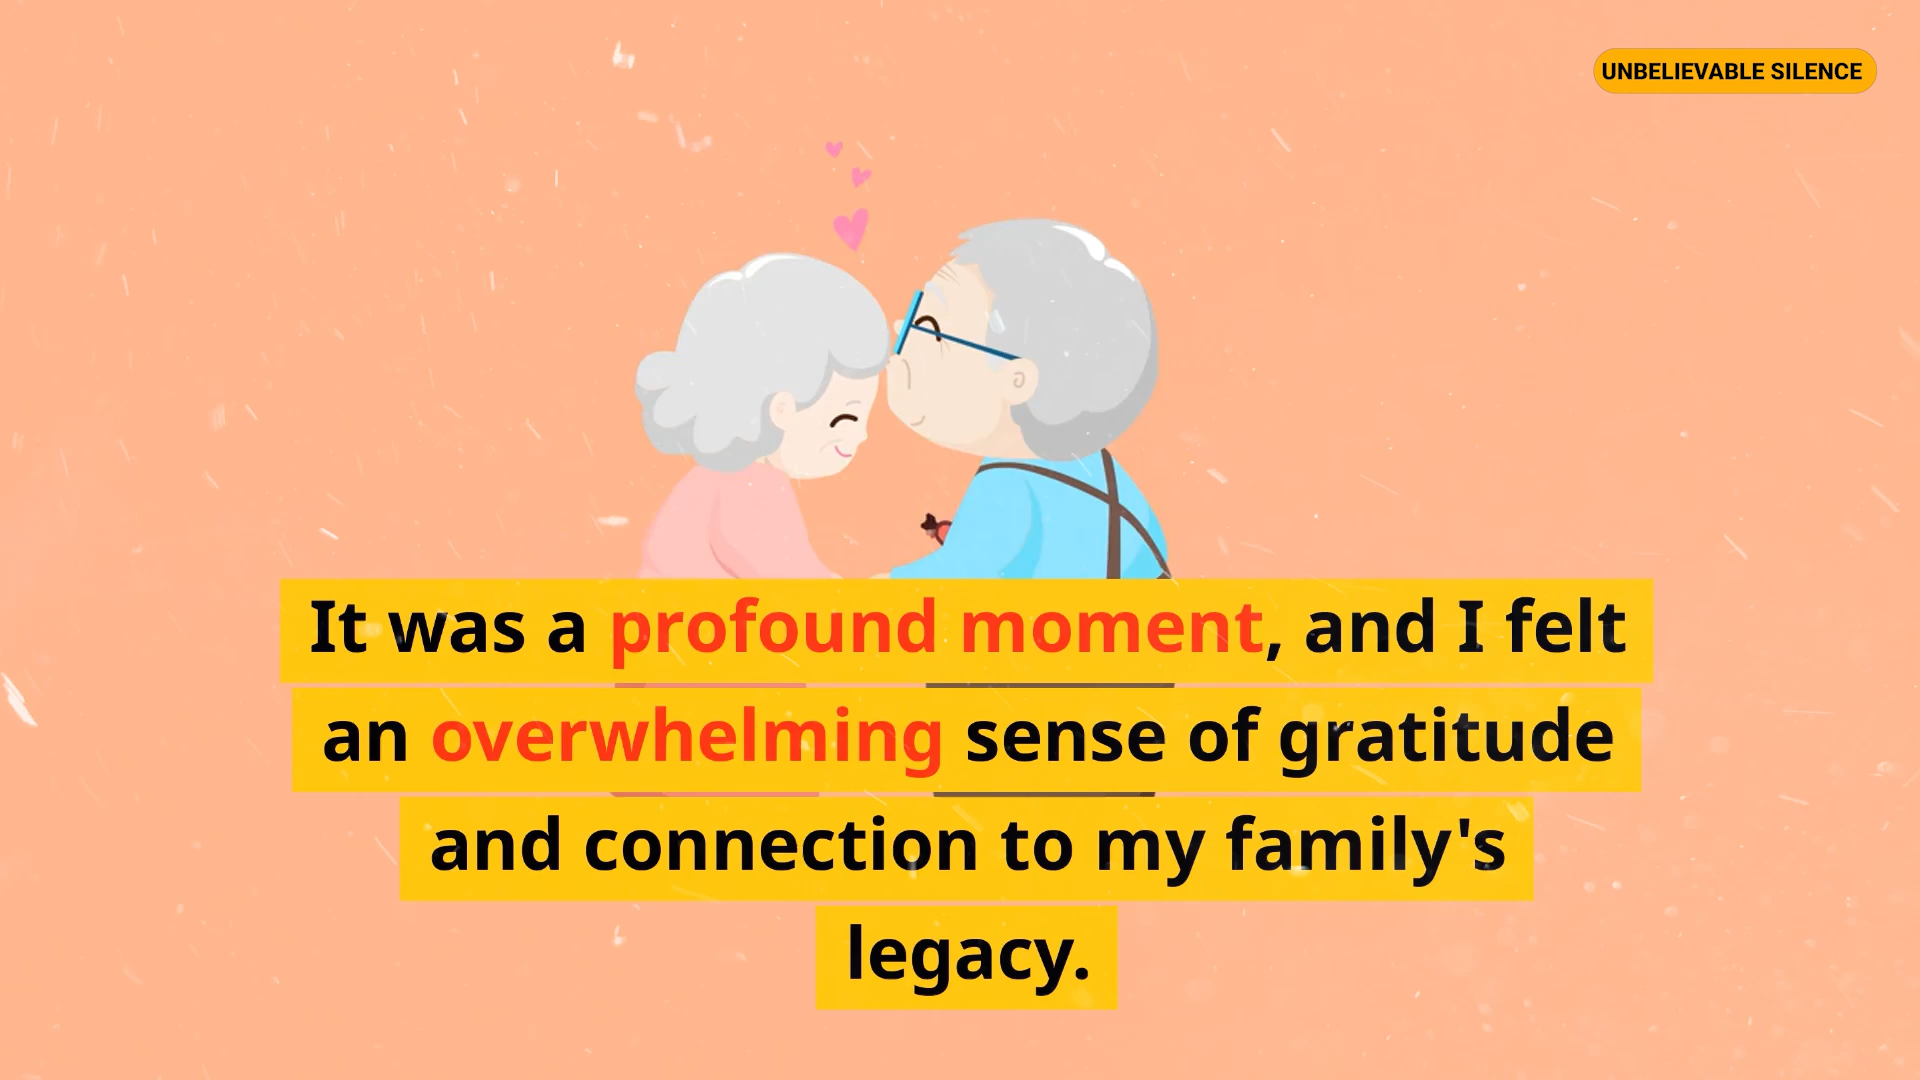 UNBELIEVABLE SILENCE
It was a profound moment, and I felt
an overwhelming sense of gratitude
and connection to my family's
legacy.